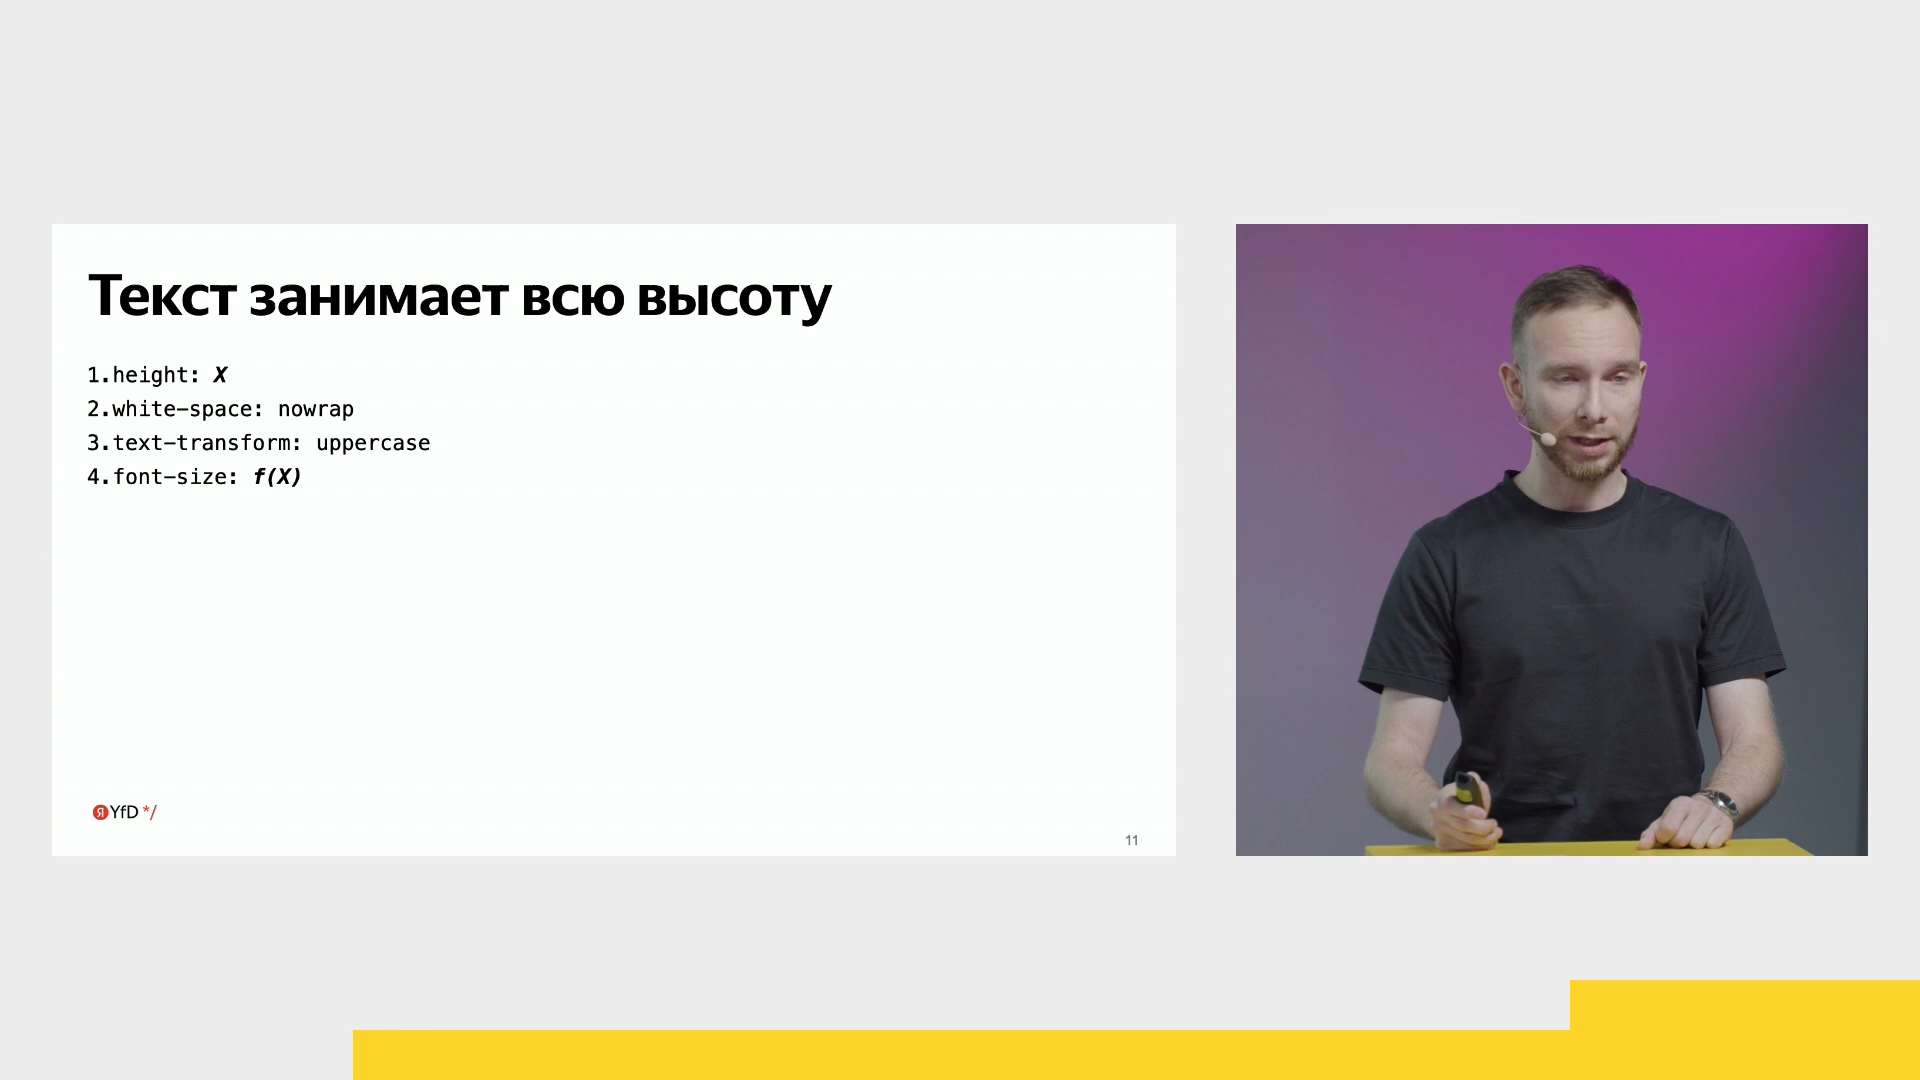 Текст занимает всю высоту
1.height: X
2.white-space: nowrap
3.text-transform: uppercase
4.font-size: f(X)
Я YfD */
11